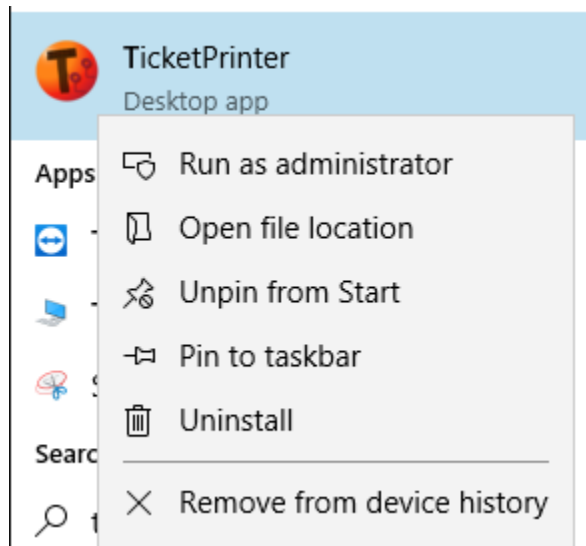 TicketPrinter
Desktop app
Run as administrator
Apps
Open file location
Unpin from Start
Pin to taskbar
Uninstall
Remove from device history